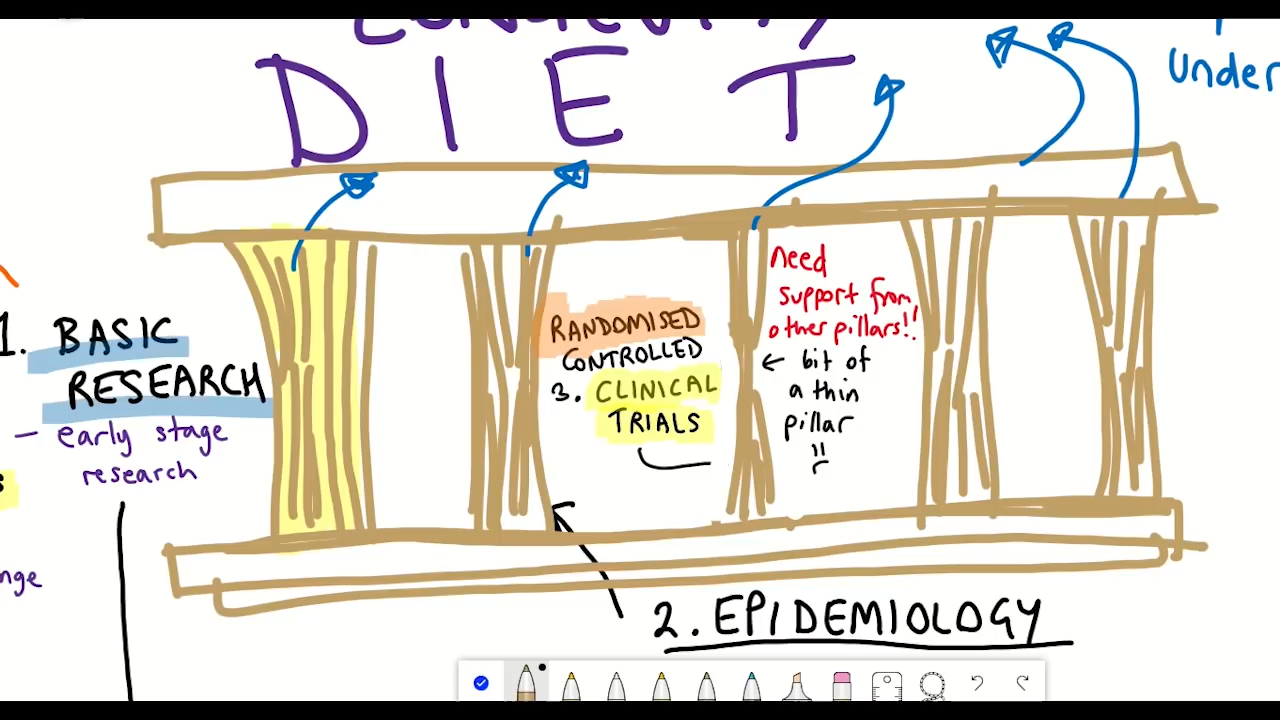 DIET
under
1. BASIC
RESEARCH
- early stage
research
RANDOMISED
CONTROLLED
3. CLINICAL
TRIALS
need
support from
other pillars!!
← bit of
a thin
pillar
2. EPIDEMIOLOGY